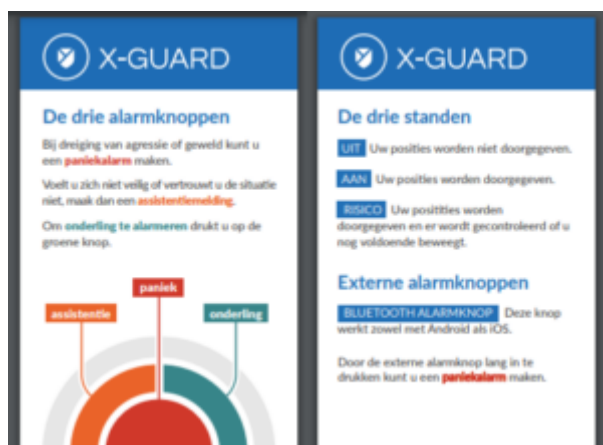 X-GUARD
De drie alarmknoppen
Bij dreiging van agressie of geweld kunt u
een paniekalarm maken.
Voelt u zich niet veilig of vertrouwt u de situatie
niet, maak dan een assistentiemelding.
Om onderling te alarmeren drukt u op de
groene knop.
paniek
assistentie
onderling
X-GUARD
De drie standen
UIT Uw posities worden niet doorgegeven.
AAN Uw posities worden doorgegeven.
RISICO Uw positities worden
doorgegeven en er wordt gecontroleerd of u
nog voldoende beweegt.
Externe alarmknoppen
BLUETOOTH ALARMKNOP Deze knop
werkt zowel met Android als iOS.
Door de externe alarmknop lang in te
drukken kunt u een paniekalarm maken.